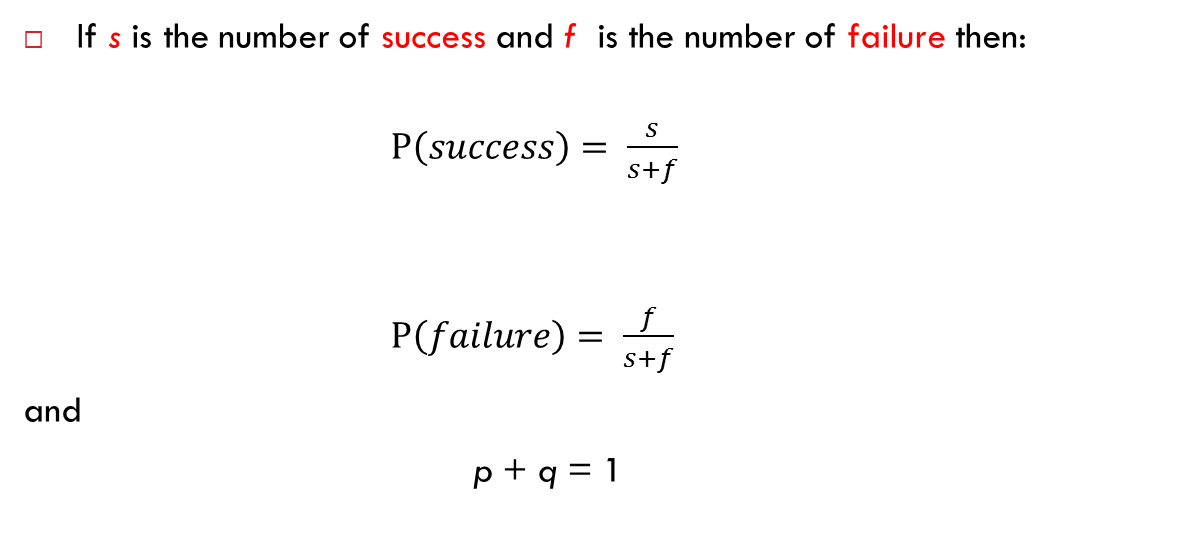 □ If s is the number of success and f is the number of failure then:
P(success) = s/(s+f)
P(failure) = f/(s+f)
and
p + q = 1